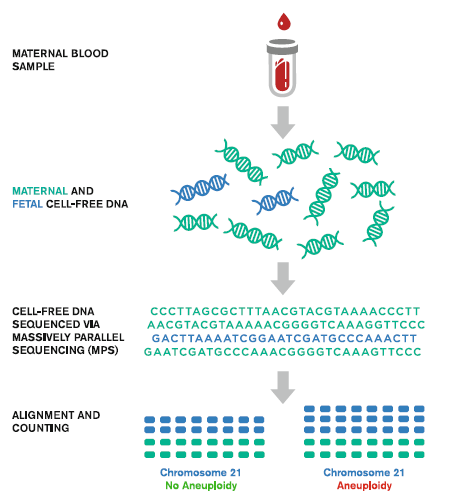 MATERNAL BLOOD
SAMPLE
MATERNAL AND
FETAL CELL-FREE DNA
CELL-FREE DNA
SEQUENCED VIA
MASSIVELY PARALLEL
SEQUENCING (MPS)
CCCTTAGCGCTTTAACGTACGTAAAACCCTT
AACGTACGTAAAAACGGGGTCAAAGGTTCCC
GACTTAAAATCGGAATCGATGCCCAAACTT
GAATCGATGCCCAAACGGGGTCAAAGTTCCC
ALIGNMENT AND
COUNTING
Chromosome 21
No Aneuploidy
Chromosome 21
Aneuploidy